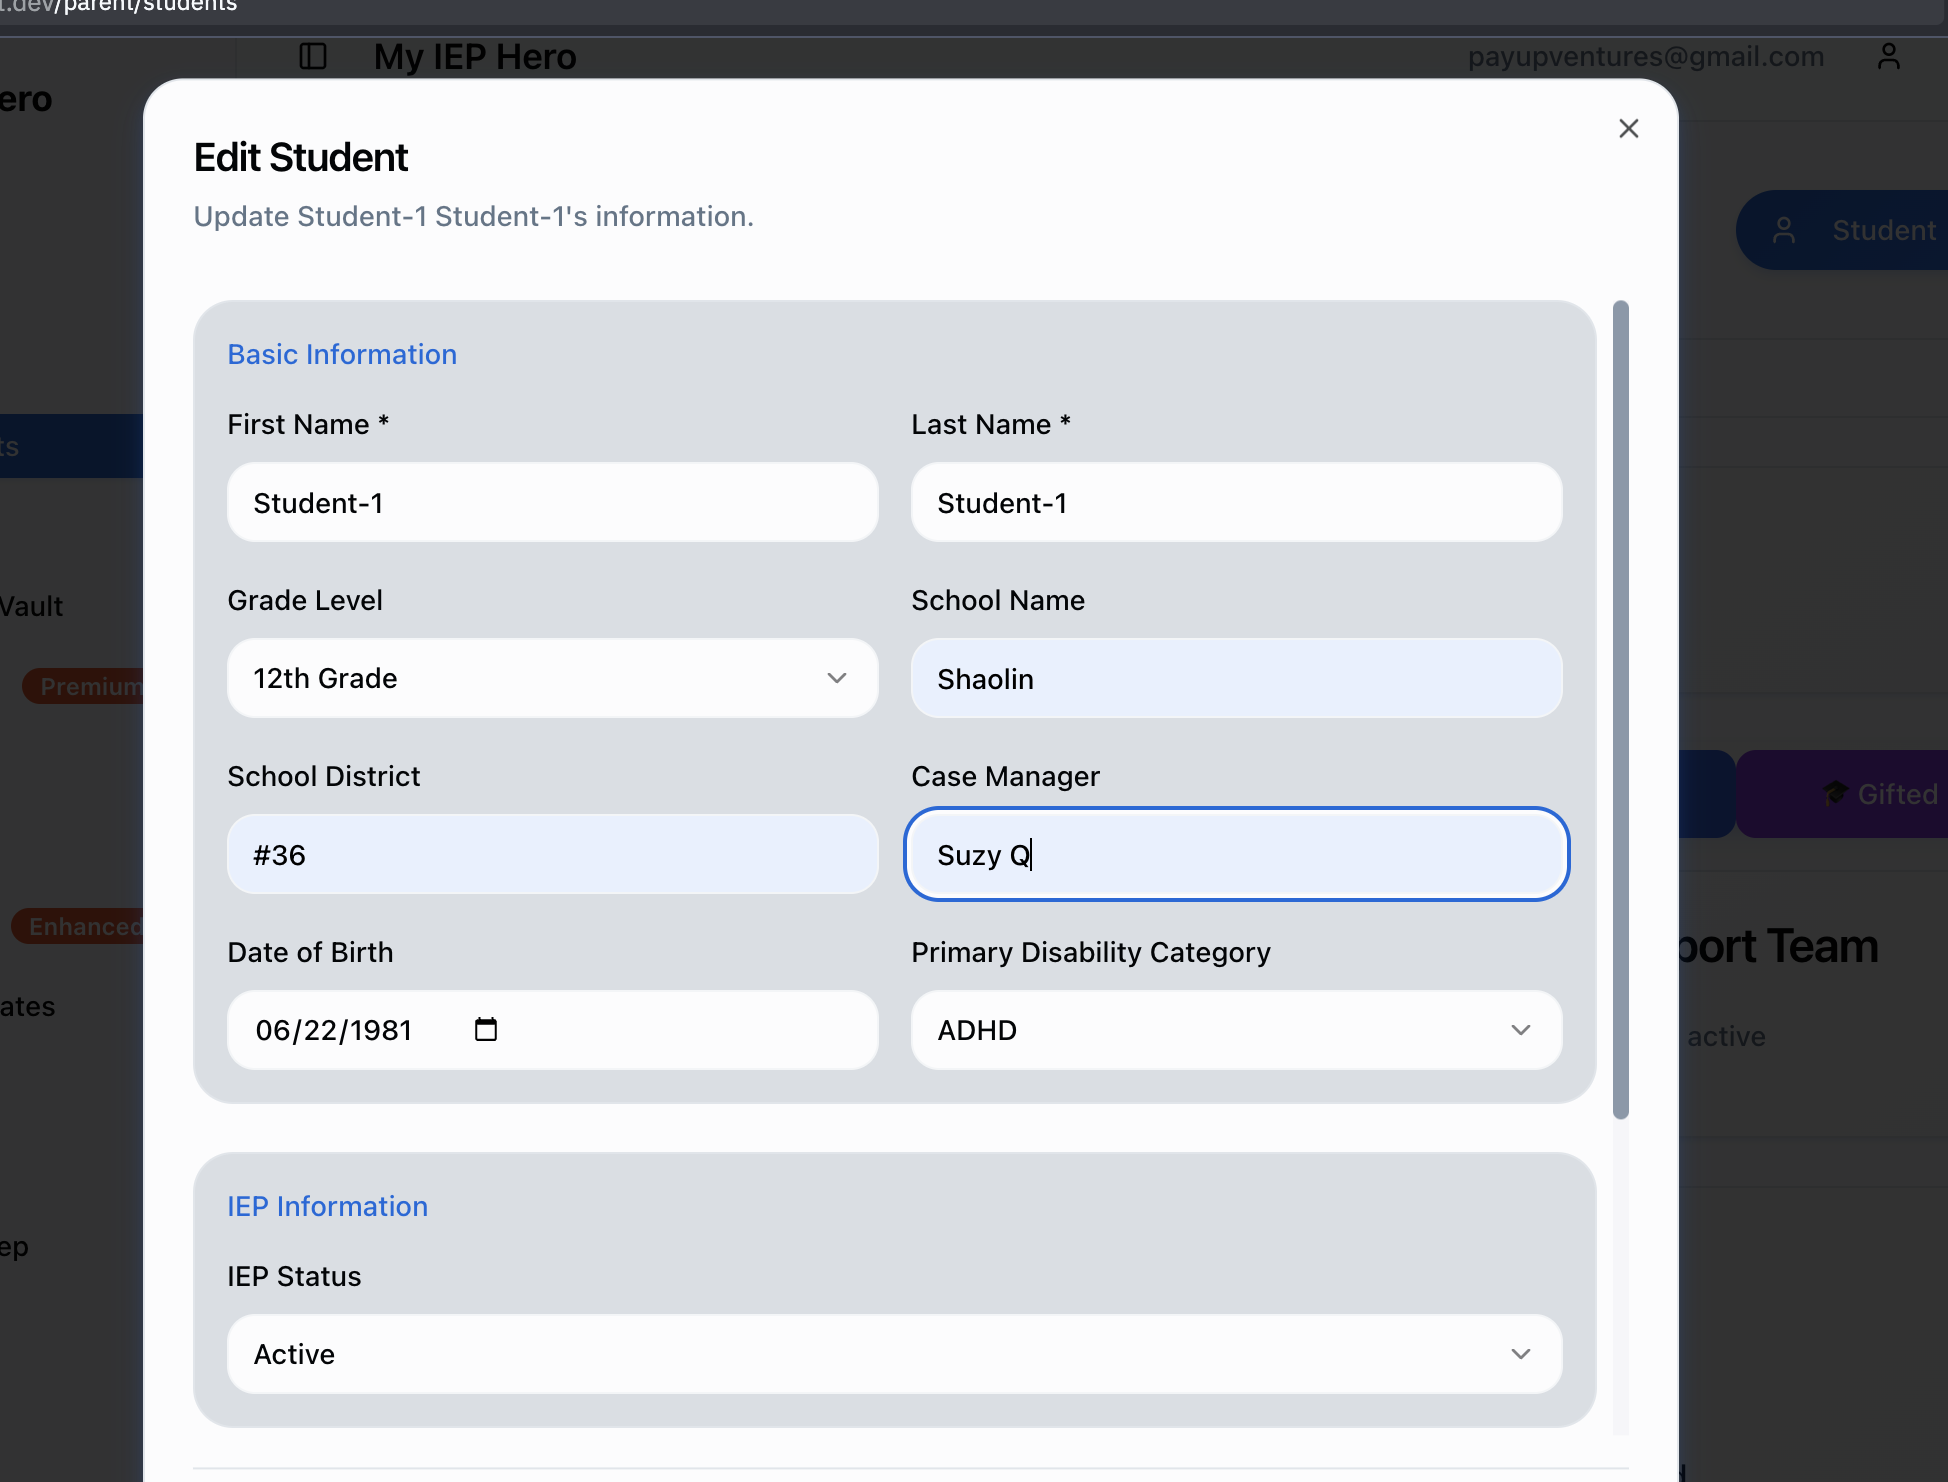 /parent/students
My IEP Hero
payupventures@gmail.com
ero
Edit Student
Update Student-1 Student-1's information.
Student
Basic Information
First Name *
Last Name *
Student-1
Student-1
ts
Grade Level
School Name
Vault
12th Grade
Shaolin
Premium
School District
Case Manager
🎓 Gifted
#36
Suzy Q
Enhanced
Date of Birth
Primary Disability Category
port Team
ates
06/22/1981
ADHD
active
IEP Information
ep
IEP Status
Active